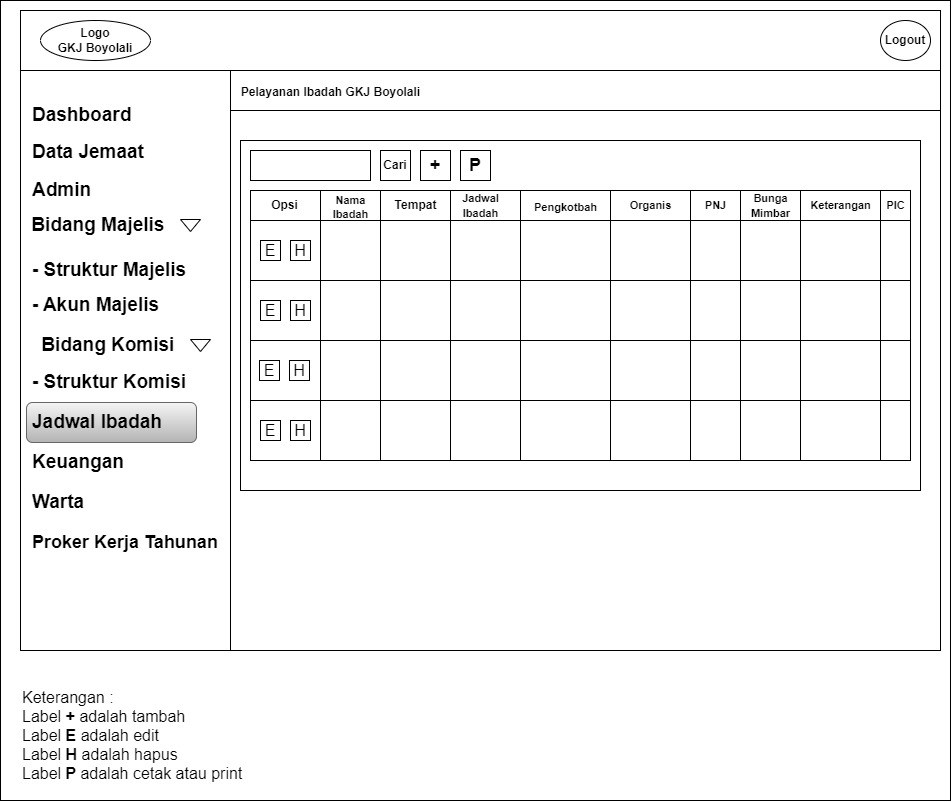 Logo
GKJ Boyolali
Logout
Pelayanan Ibadah GKJ Boyolali
Dashboard
Data Jemaat
Admin
Bidang Majelis
- Struktur Majelis
- Akun Majelis
Bidang Komisi
- Struktur Komisi
Jadwal Ibadah
Keuangan
Warta
Proker Kerja Tahunan
Cari + P
Opsi Nama Ibadah Tempat Jadwal Ibadah Pengkotbah Organis PNJ Bunga Mimbar Keterangan PIC
E H
E H
E H
E H
Keterangan :
Label + adalah tambah
Label E adalah edit
Label H adalah hapus
Label P adalah cetak atau print